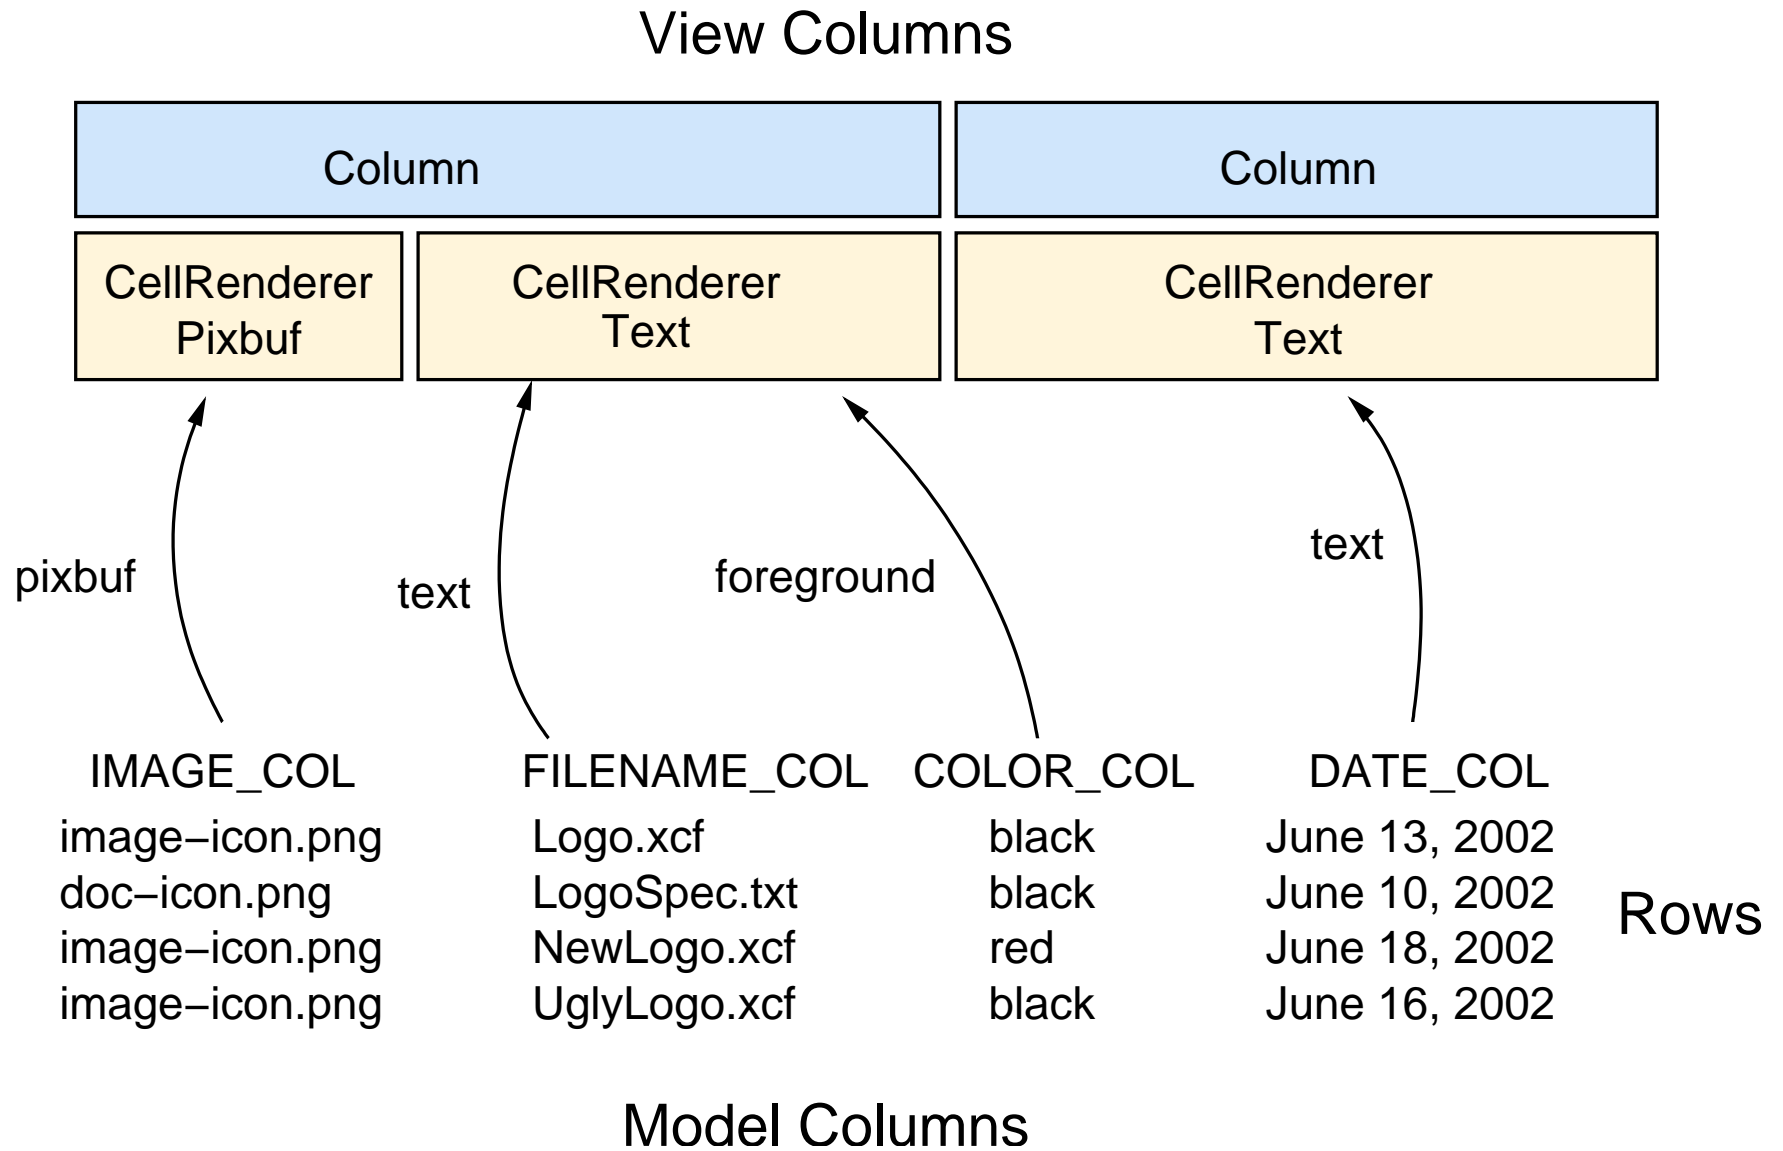 View Columns
Column Column
CellRenderer CellRenderer CellRenderer
Pixbuf Text Text
text
pixbuf text foreground
IMAGE_COL FILENAME_COL COLOR_COL DATE_COL
image–icon.png Logo.xcf black June 13, 2002
doc–icon.png LogoSpec.txt black June 10, 2002
Rows
image–icon.png NewLogo.xcf red June 18, 2002
image–icon.png UglyLogo.xcf black June 16, 2002
Model Columns